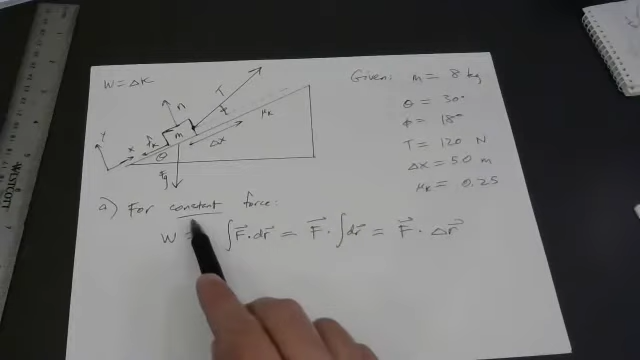 W = ΔK
Given: m = 8 kg
θ = 30°
ϕ = 18°
T = 120 N
Δx = 5.0 m
μk = 0.25
T
n
ϕ
μk
Y
x
fk
m
Δx
θ
Fg
a) For constant force:
W = ∫F⃗·dr⃗ = F⃗·∫dr⃗ = F⃗·Δr⃗
WESTCOTT